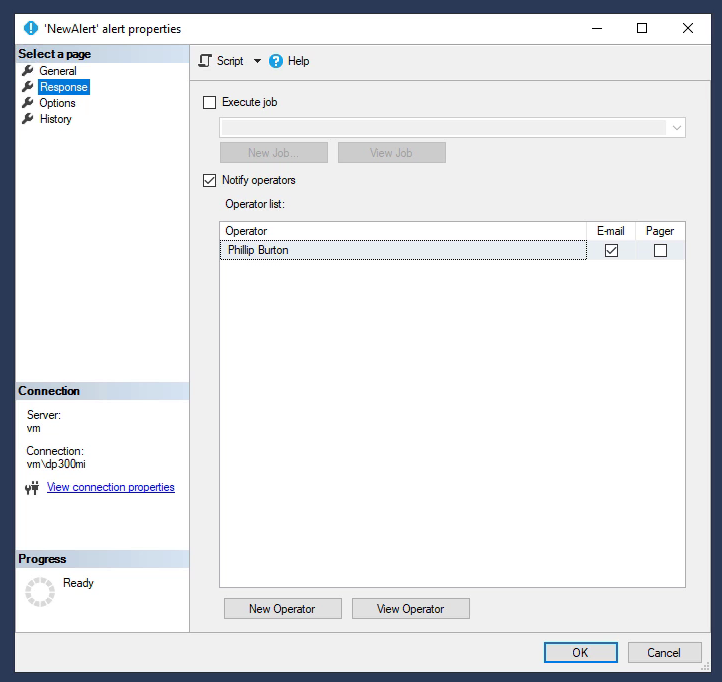 'NewAlert' alert properties
Select a page
General
Response
Options
History
Script
Help
Execute job
New Job...
View Job
Notify operators
Operator list:
Operator E-mail Pager
Phillip Burton
New Operator
View Operator
Connection
Server:
vm
Connection:
vm\dp300mi
View connection properties
Progress
Ready
OK
Cancel